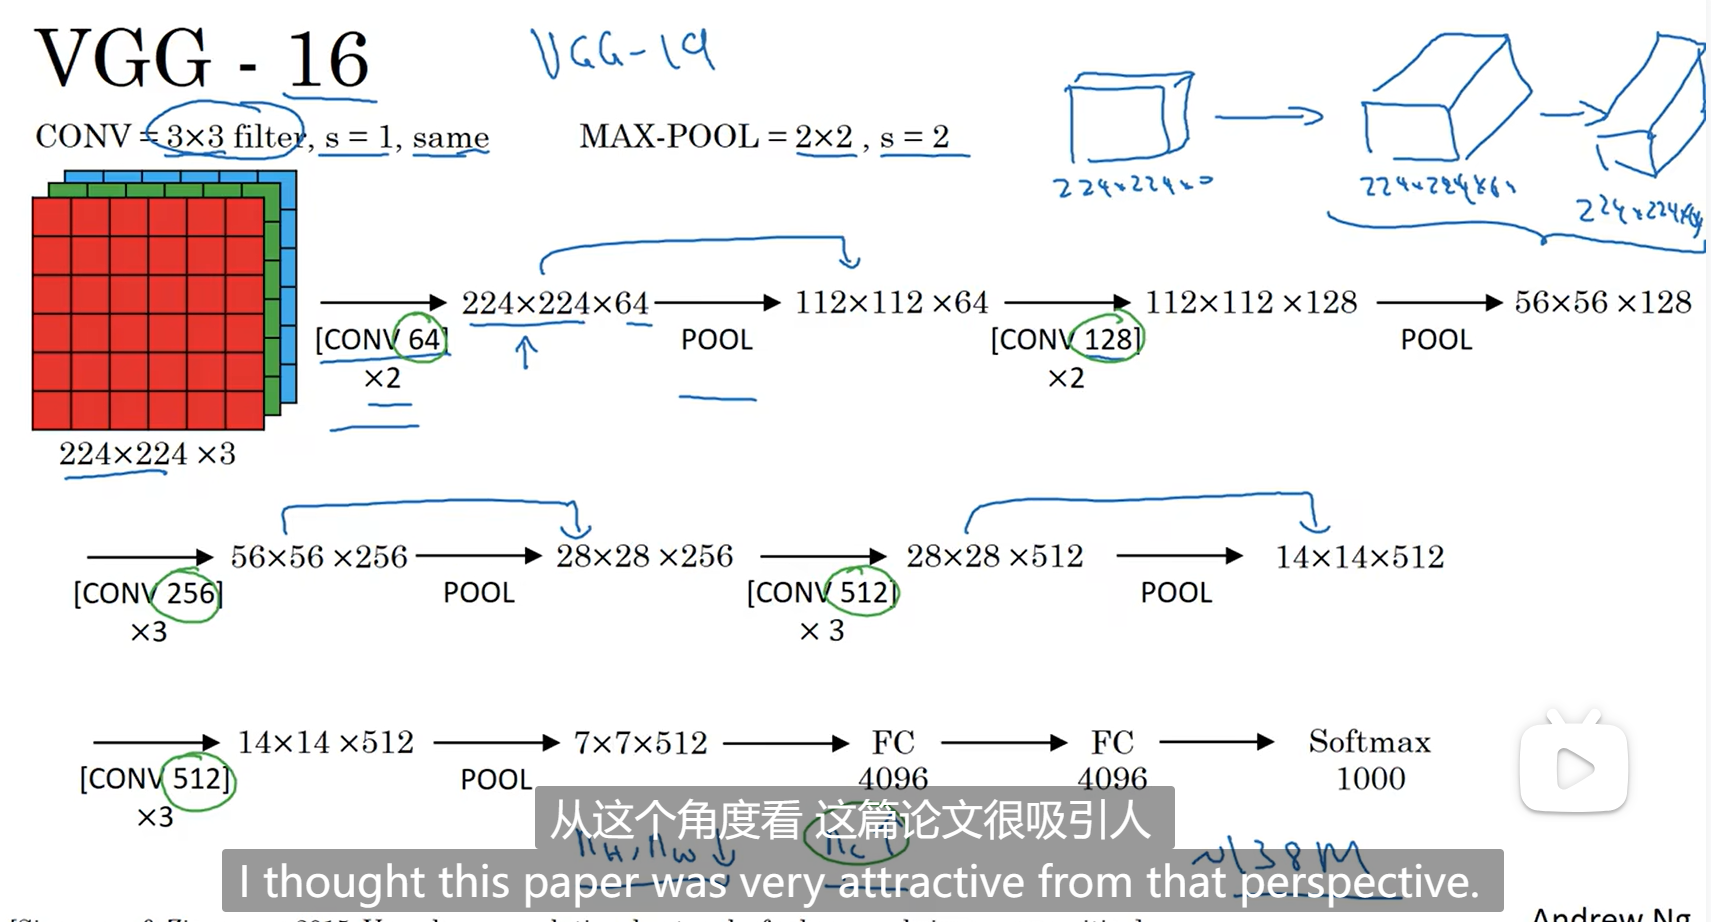 VGG - 16
VGG-19
CONV = 3×3 filter, s = 1, same
MAX-POOL = 2×2 , s = 2
224×224×
224×224×6
224×224×64
224×224 ×3
[CONV 64]
×2
224×224×64
POOL
112×112 ×64
[CONV 128]
×2
112×112 ×128
POOL
56×56 ×128
[CONV 256]
×3
56×56 ×256
POOL
28×28 ×256
[CONV 512]
× 3
28×28 ×512
POOL
14×14×512
[CONV 512]
×3
14×14 ×512
POOL
7×7×512
FC
4096
FC
4096
Softmax
1000
从这个角度看 这篇论文很吸引人
nH, nW ↓
nC ↑
~138M
I thought this paper was very attractive from that perspective.
Andrew Ng